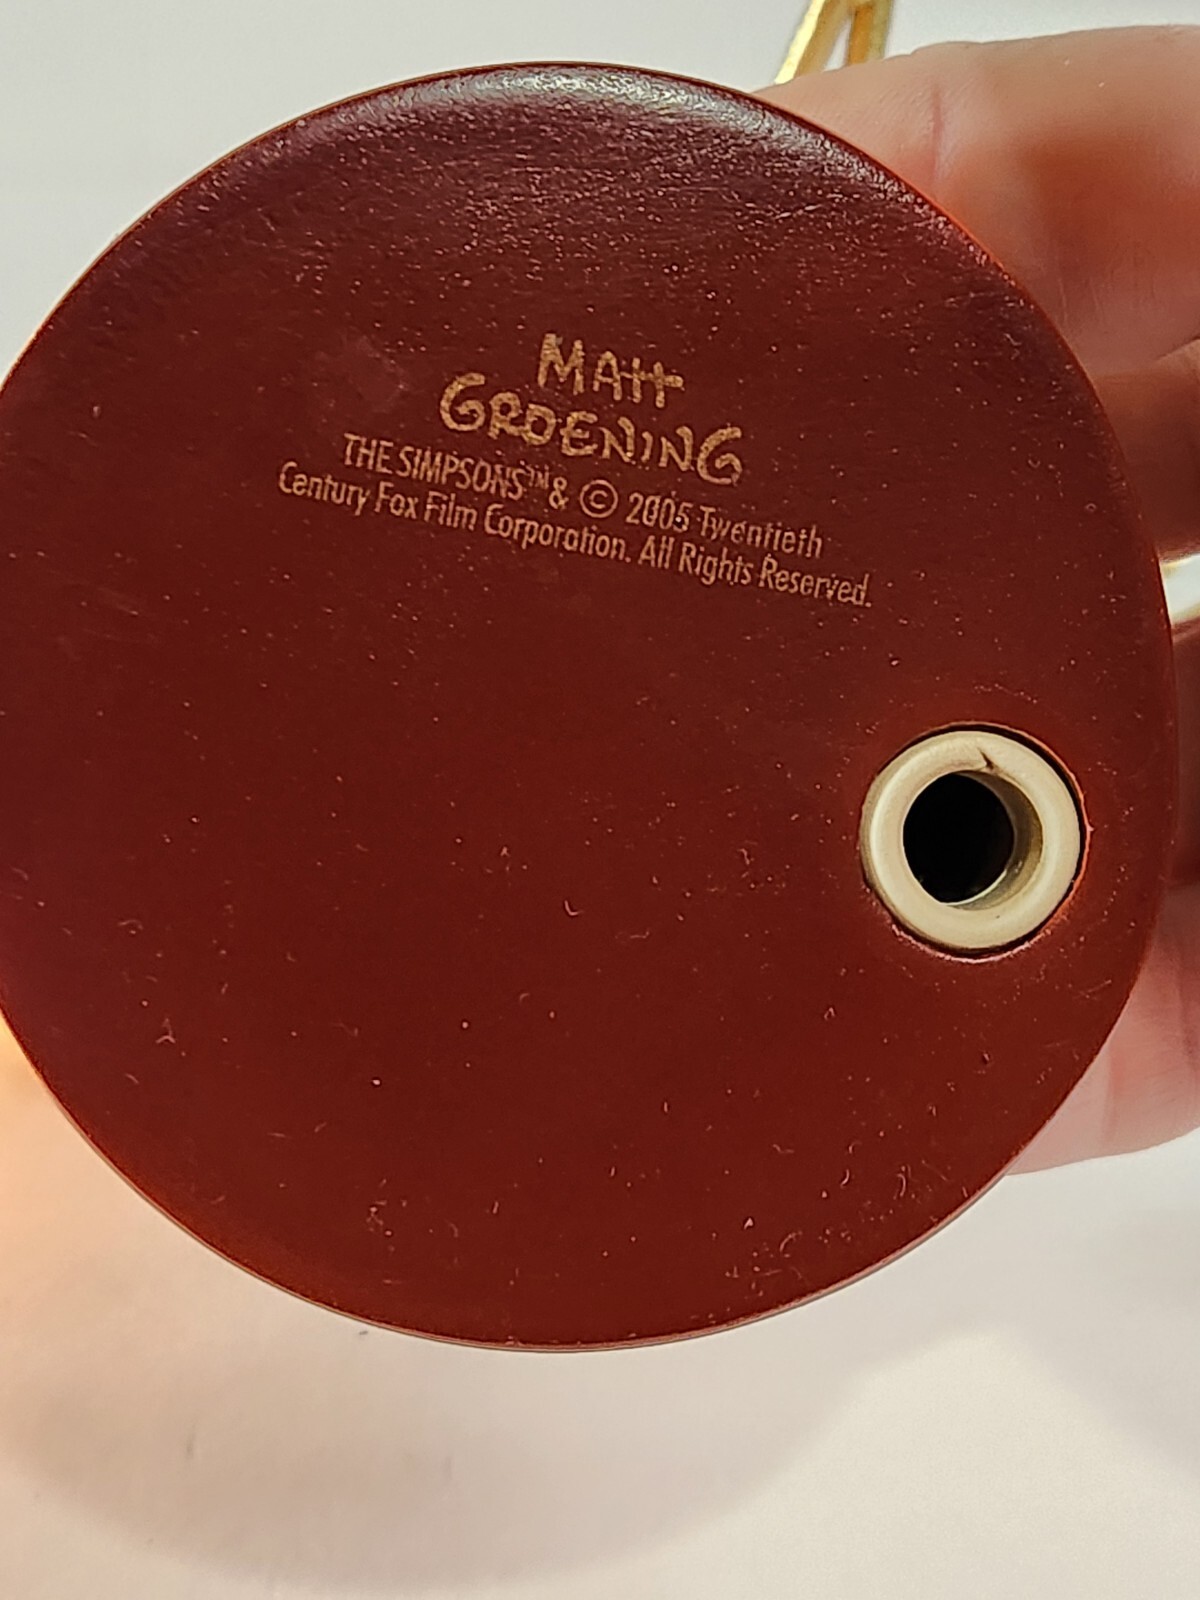 MATT
GROENING
THE SIMPSONS™ & © 2005 Twentieth
Century Fox Film Corporation. All Rights Reserved.